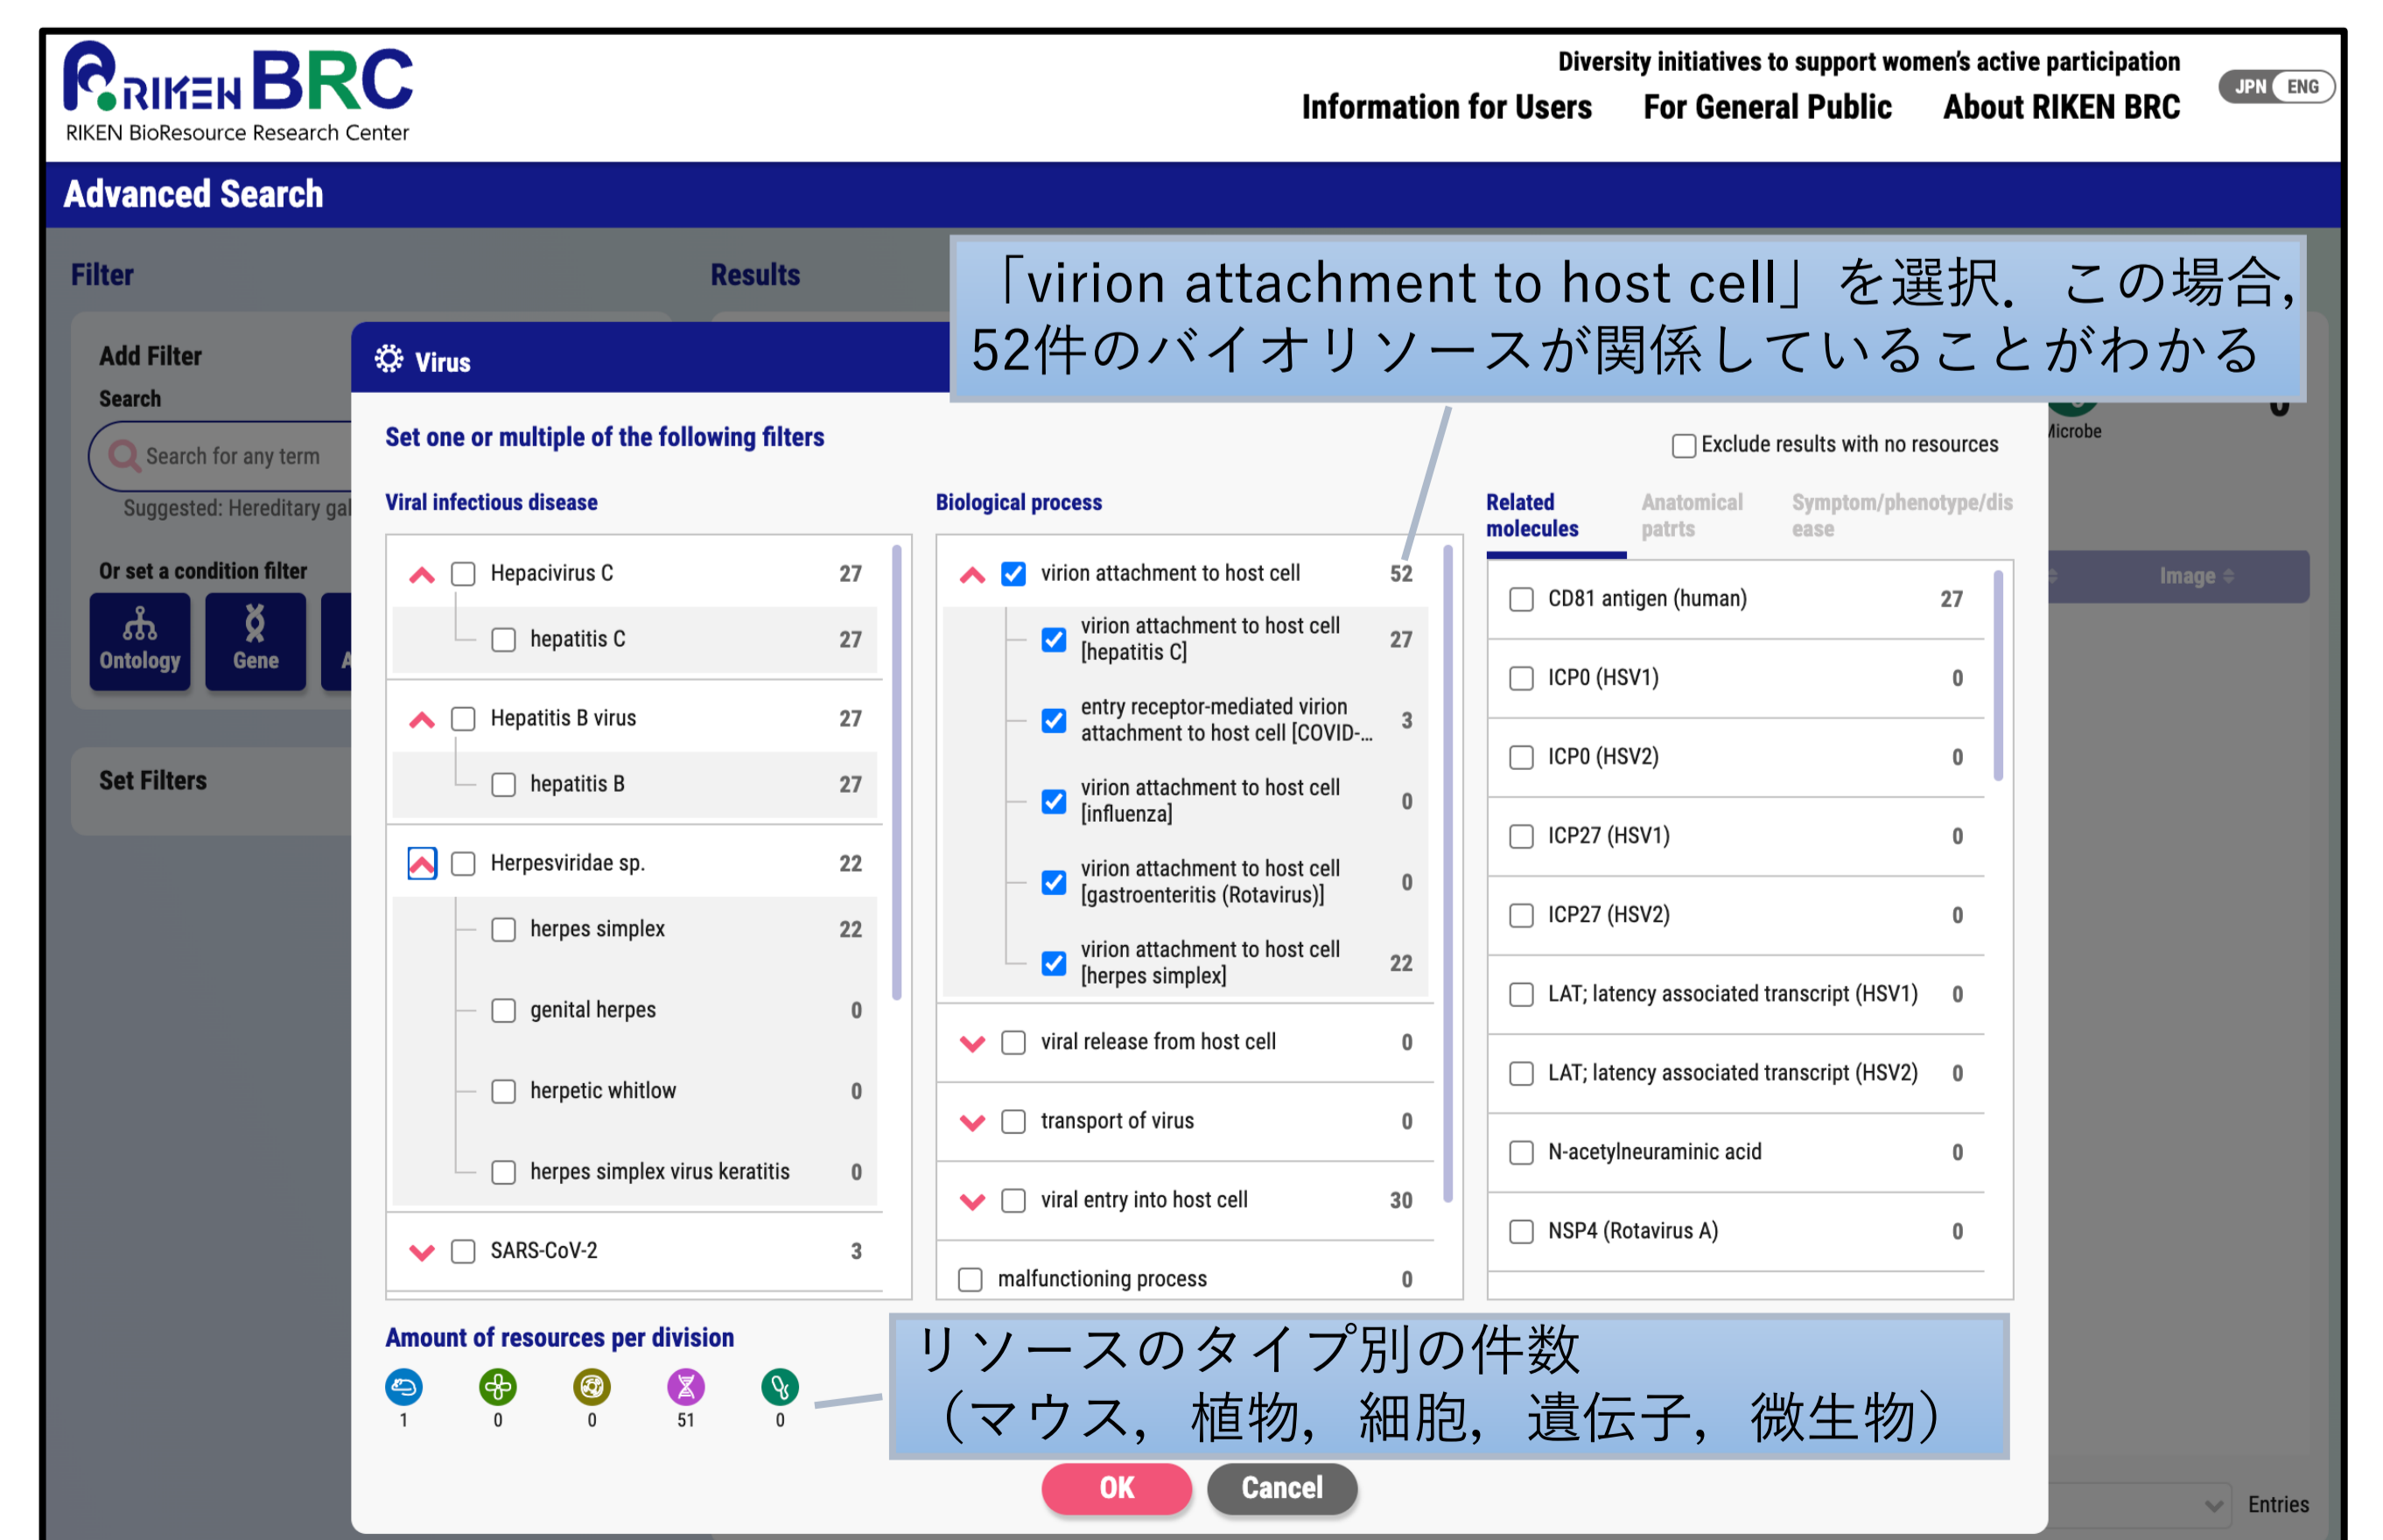 RIKEN BRC
RIKEN BioResource Research Center
Diversity initiatives to support women's active participation
Information for Users For General Public About RIKEN BRC
JPN ENG
Advanced Search
Filter
Results
「virion attachment to host cell」を選択．この場合，
52件のバイオリソースが関係していることがわかる
Add Filter
Search
Search for any term
Suggested: Hereditary gal
Or set a condition filter
Ontology
Gene
A
Set Filters
Virus
Set one or multiple of the following filters
Exclude results with no resources
Viral infectious disease
Hepacivirus C 27
hepatitis C 27
Hepatitis B virus 27
hepatitis B 27
Herpesviridae sp. 22
herpes simplex 22
genital herpes 0
herpetic whitlow 0
herpes simplex virus keratitis 0
SARS-CoV-2 3
Biological process
virion attachment to host cell 52
virion attachment to host cell
[hepatitis C] 27
entry receptor-mediated virion
attachment to host cell [COVID-... 3
virion attachment to host cell
[influenza] 0
virion attachment to host cell
[gastroenteritis (Rotavirus)] 0
virion attachment to host cell
[herpes simplex] 22
viral release from host cell 0
transport of virus 0
viral entry into host cell 30
malfunctioning process 0
Related
molecules
Anatomical
patrts
Symptom/phenotype/dis
ease
CD81 antigen (human) 27
ICP0 (HSV1) 0
ICP0 (HSV2) 0
ICP27 (HSV1) 0
ICP27 (HSV2) 0
LAT; latency associated transcript (HSV1) 0
LAT; latency associated transcript (HSV2) 0
N-acetylneuraminic acid 0
NSP4 (Rotavirus A) 0
Amount of resources per division
1 0 0 51 0
リソースのタイプ別の件数
（マウス，植物，細胞，遺伝子，微生物）
OK
Cancel
Image
Entries